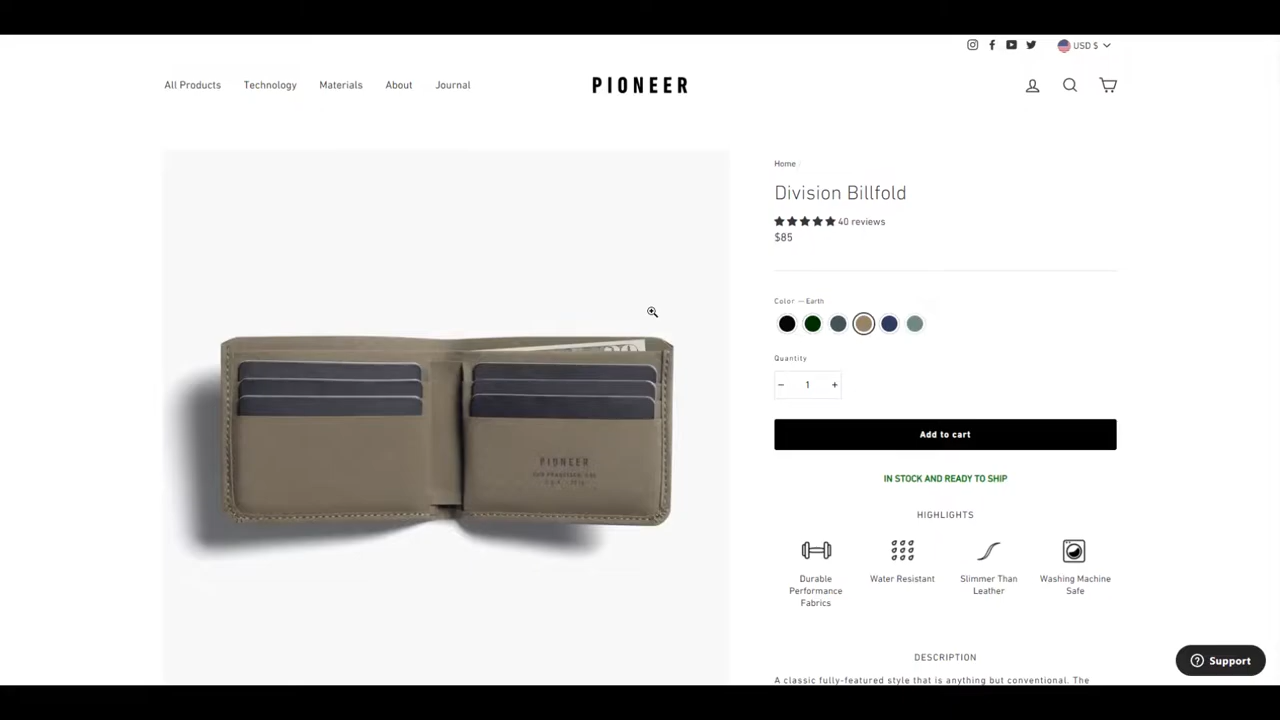 USD $
All Products
Technology
Materials
About
Journal
PIONEER
Home /
Division Billfold
40 reviews
$85
Color — Earth
Quantity
− 1 +
Add to cart
IN STOCK AND READY TO SHIP
HIGHLIGHTS
Durable
Performance
Fabrics
Water Resistant
Slimmer Than
Leather
Washing Machine
Safe
DESCRIPTION
A classic fully-featured style that is anything but conventional. The
PIONEER
Support